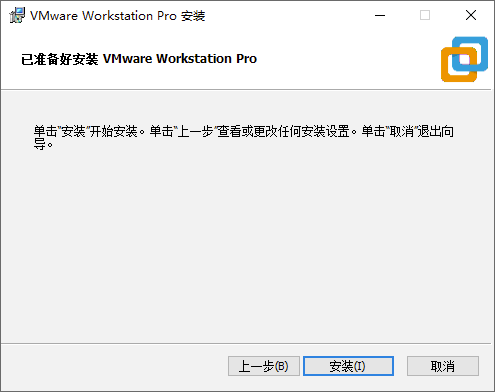 VMware Workstation Pro 安装
已准备好安装 VMware Workstation Pro
单击"安装"开始安装。单击"上一步"查看或更改任何安装设置。单击"取消"退出向
导。
上一步(B) 安装(I) 取消